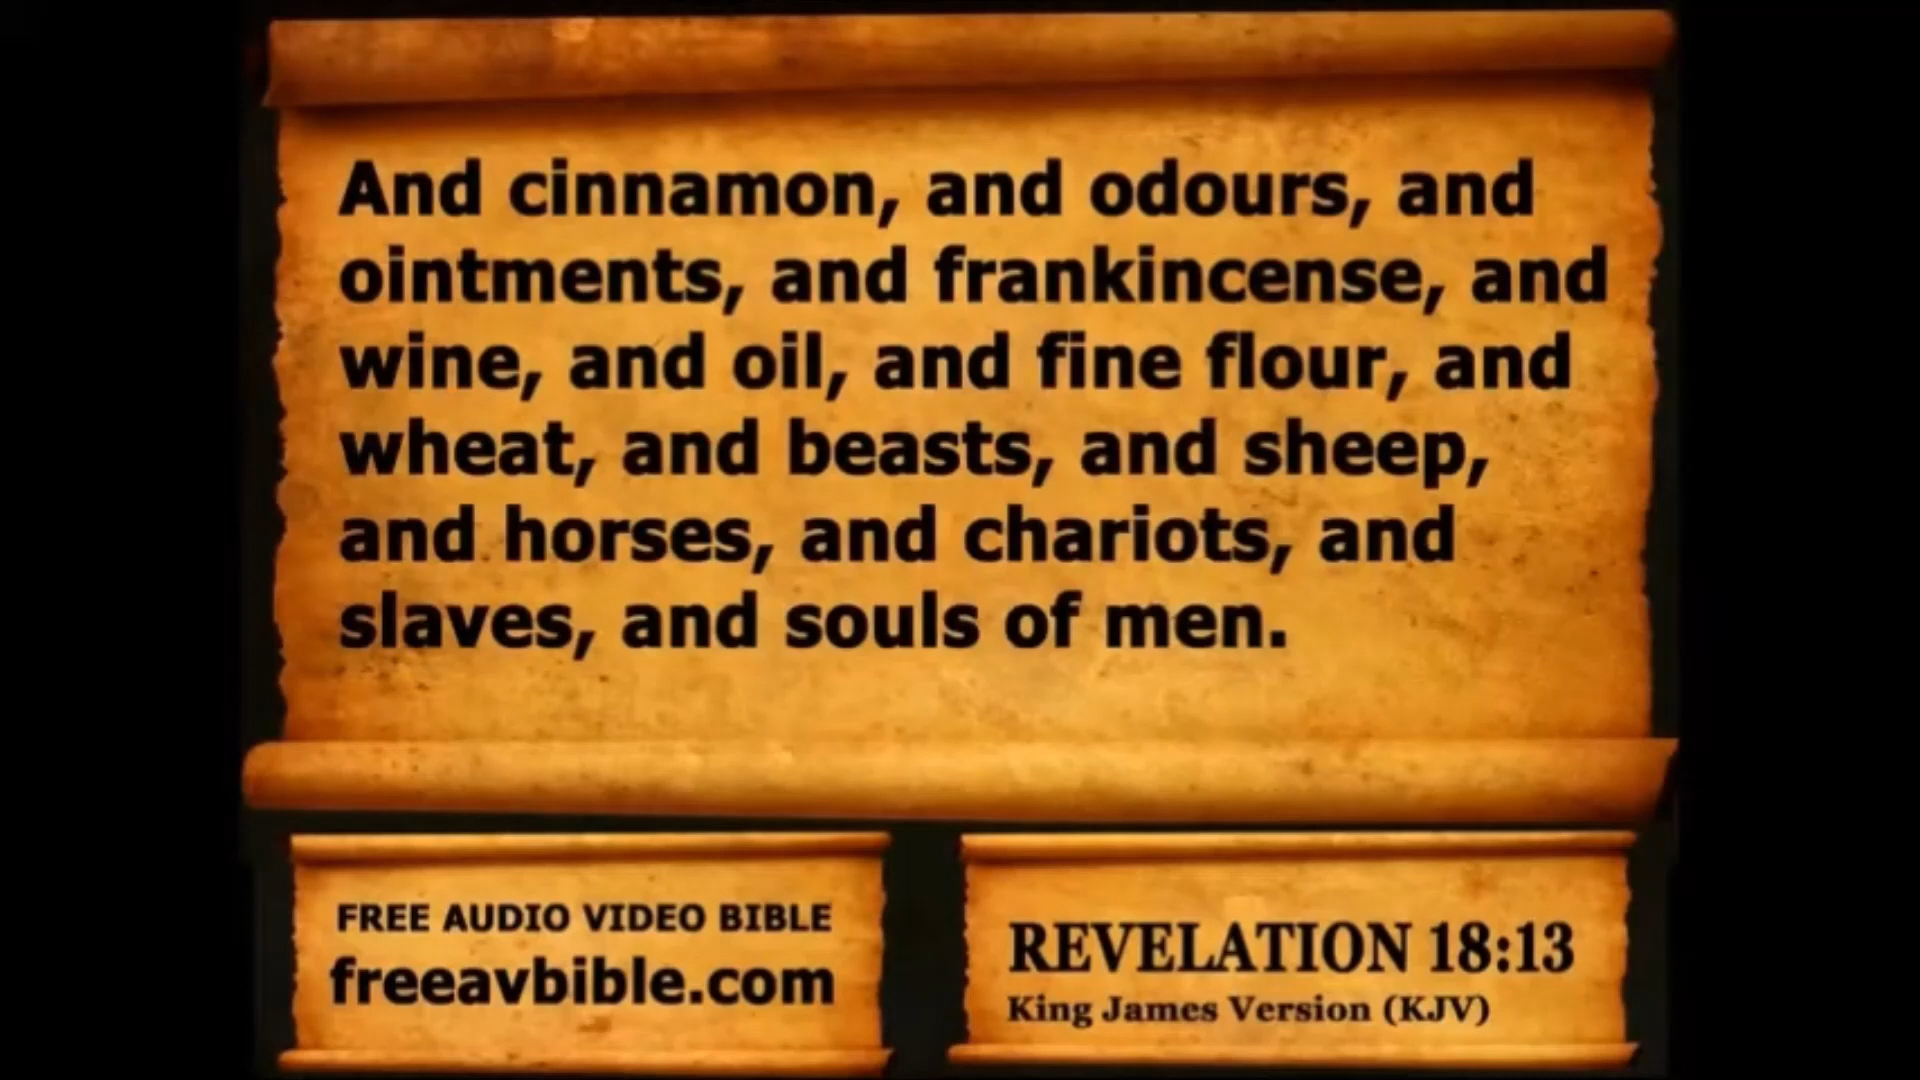 And cinnamon, and odours, and
ointments, and frankincense, and
wine, and oil, and fine flour, and
wheat, and beasts, and sheep,
and horses, and chariots, and
slaves, and souls of men.
FREE AUDIO VIDEO BIBLE
freeavbible.com
REVELATION 18:13
King James Version (KJV)